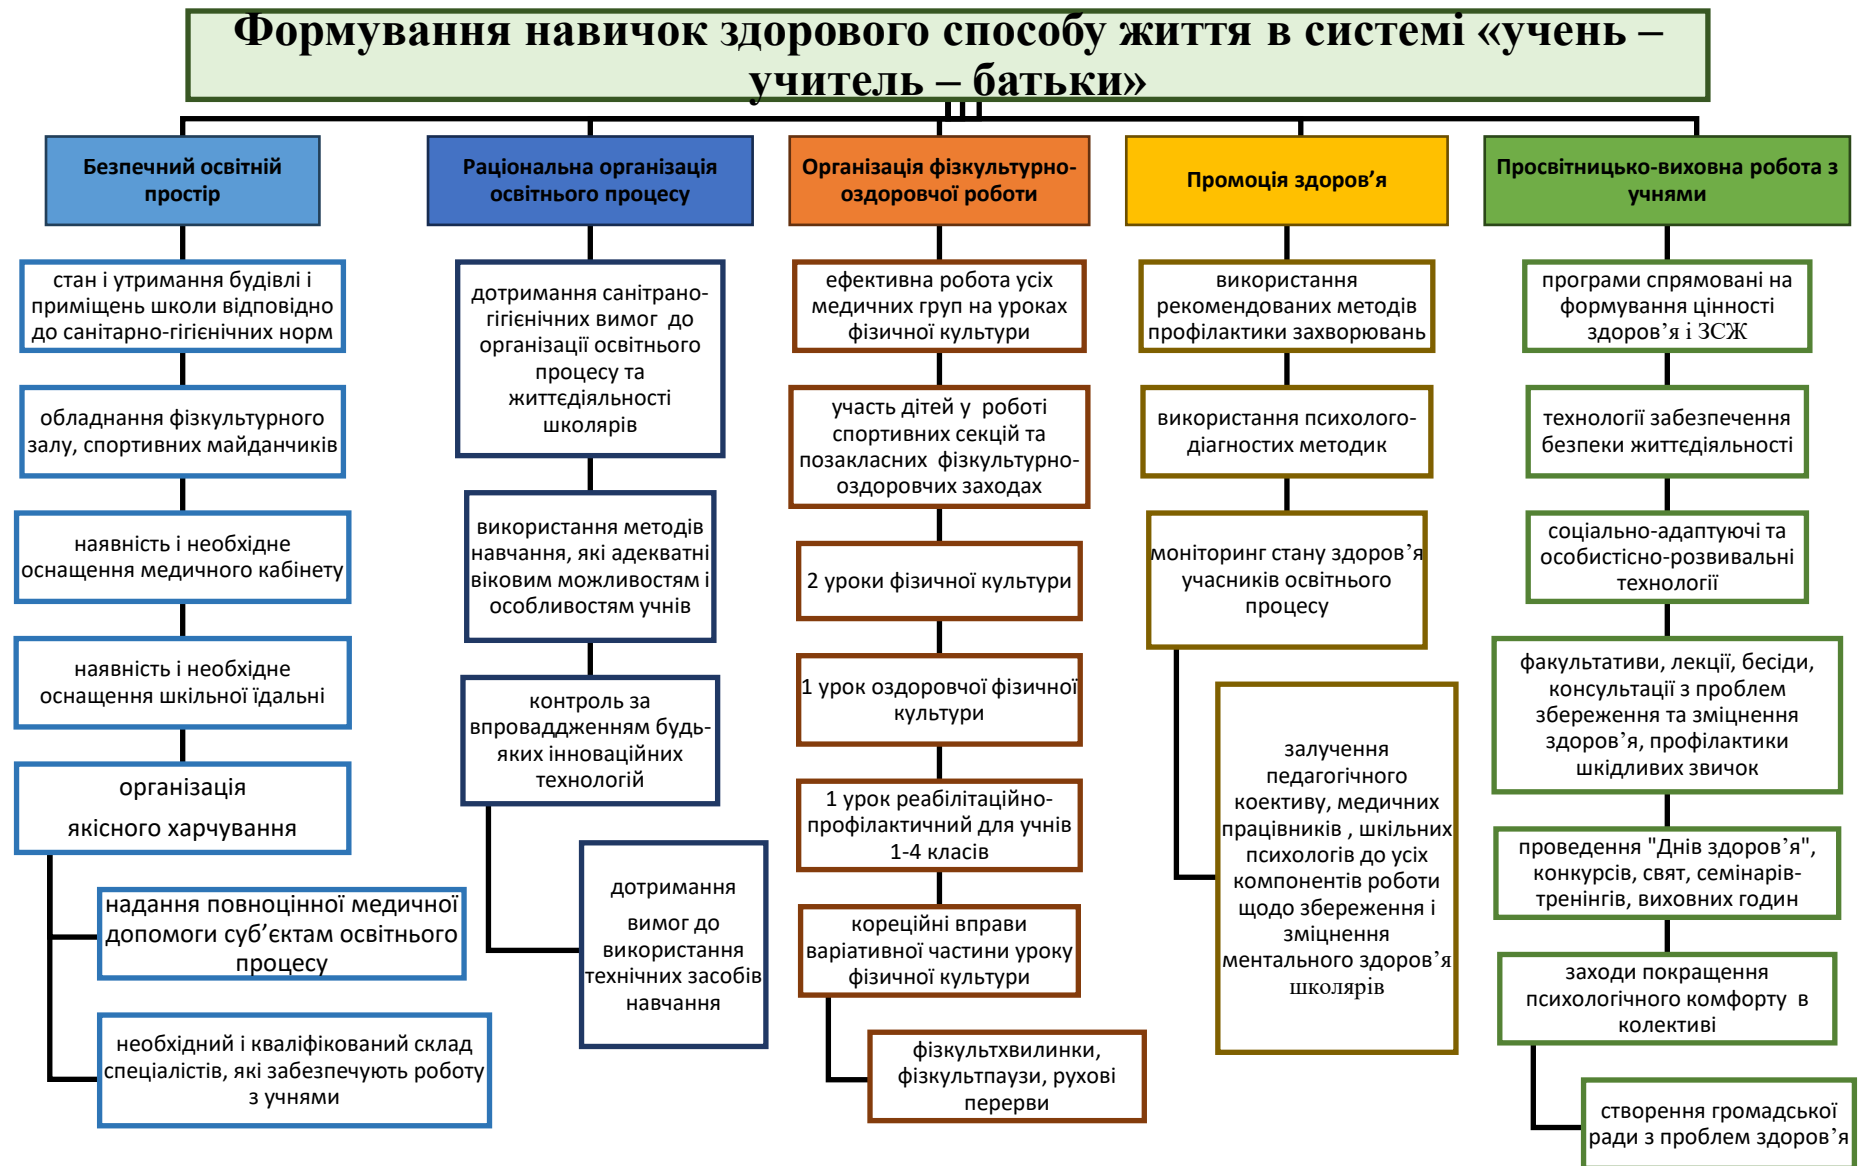 Формування навичок здорового способу життя в системі «учень –
учитель – батьки»
Безпечний освітній
простір
стан і утримання будівлі і
приміщень школи відповідно
до санітарно-гігієнічних норм
обладнання фізкультурного
залу, спортивних майданчиків
наявність і необхідне
оснащення медичного кабінету
наявність і необхідне
оснащення шкільної їдальні
організація
якісного харчування
надання повноцінної медичної
допомоги суб’єктам освітнього
процесу
необхідний і кваліфікований склад
спеціалістів, які забезпечують роботу
з учнями
Раціональна організація
освітнього процесу
дотримання санітрано-
гігієнічних вимог до
організації освітнього
процесу та
життєдіяльності
школярів
використання методів
навчання, які адекватні
віковим можливостям і
особливостям учнів
контроль за
впроваддженням будь-
яких інноваційних
технологій
дотримання
вимог до
використання
технічних засобів
навчання
Організація фізкультурно-
оздоровчої роботи
ефективна робота усіх
медичних груп на уроках
фізичної культури
участь дітей у роботі
спортивних секцій та
позакласних фізкультурно-
оздоровчих заходах
2 уроки фізичної культури
1 урок оздоровчої фізичної
культури
1 урок реабілітаційно-
профілактичний для учнів
1-4 класів
кореційні вправи
варіативної частини уроку
фізичної культури
фізкультхвилинки,
фізкультпаузи, рухові
перерви
Промоція здоров’я
використання
рекомендованих методів
профілактики захворювань
використання психолого-
діагностих методик
моніторинг стану здоров’я
учасників освітнього
процесу
залучення
педагогічного
коективу, медичних
працівників , шкільних
психологів до усіх
компонентів роботи
щодо збереження і
зміцнення
ментального здоров’я
школярів
Просвітницько-виховна робота з
учнями
програми спрямовані на
формування цінності
здоров’я і ЗСЖ
технології забезпечення
безпеки життєдіяльності
соціально-адаптуючі та
особистісно-розвивальні
технології
факультативи, лекції, бесіди,
консультації з проблем
збереження та зміцнення
здоров’я, профілактики
шкідливих звичок
проведення "Днів здоров’я",
конкурсів, свят, семінарів-
тренінгів, виховних годин
заходи покращення
психологічного комфорту в
колективі
створення громадської
ради з проблем здоров’я